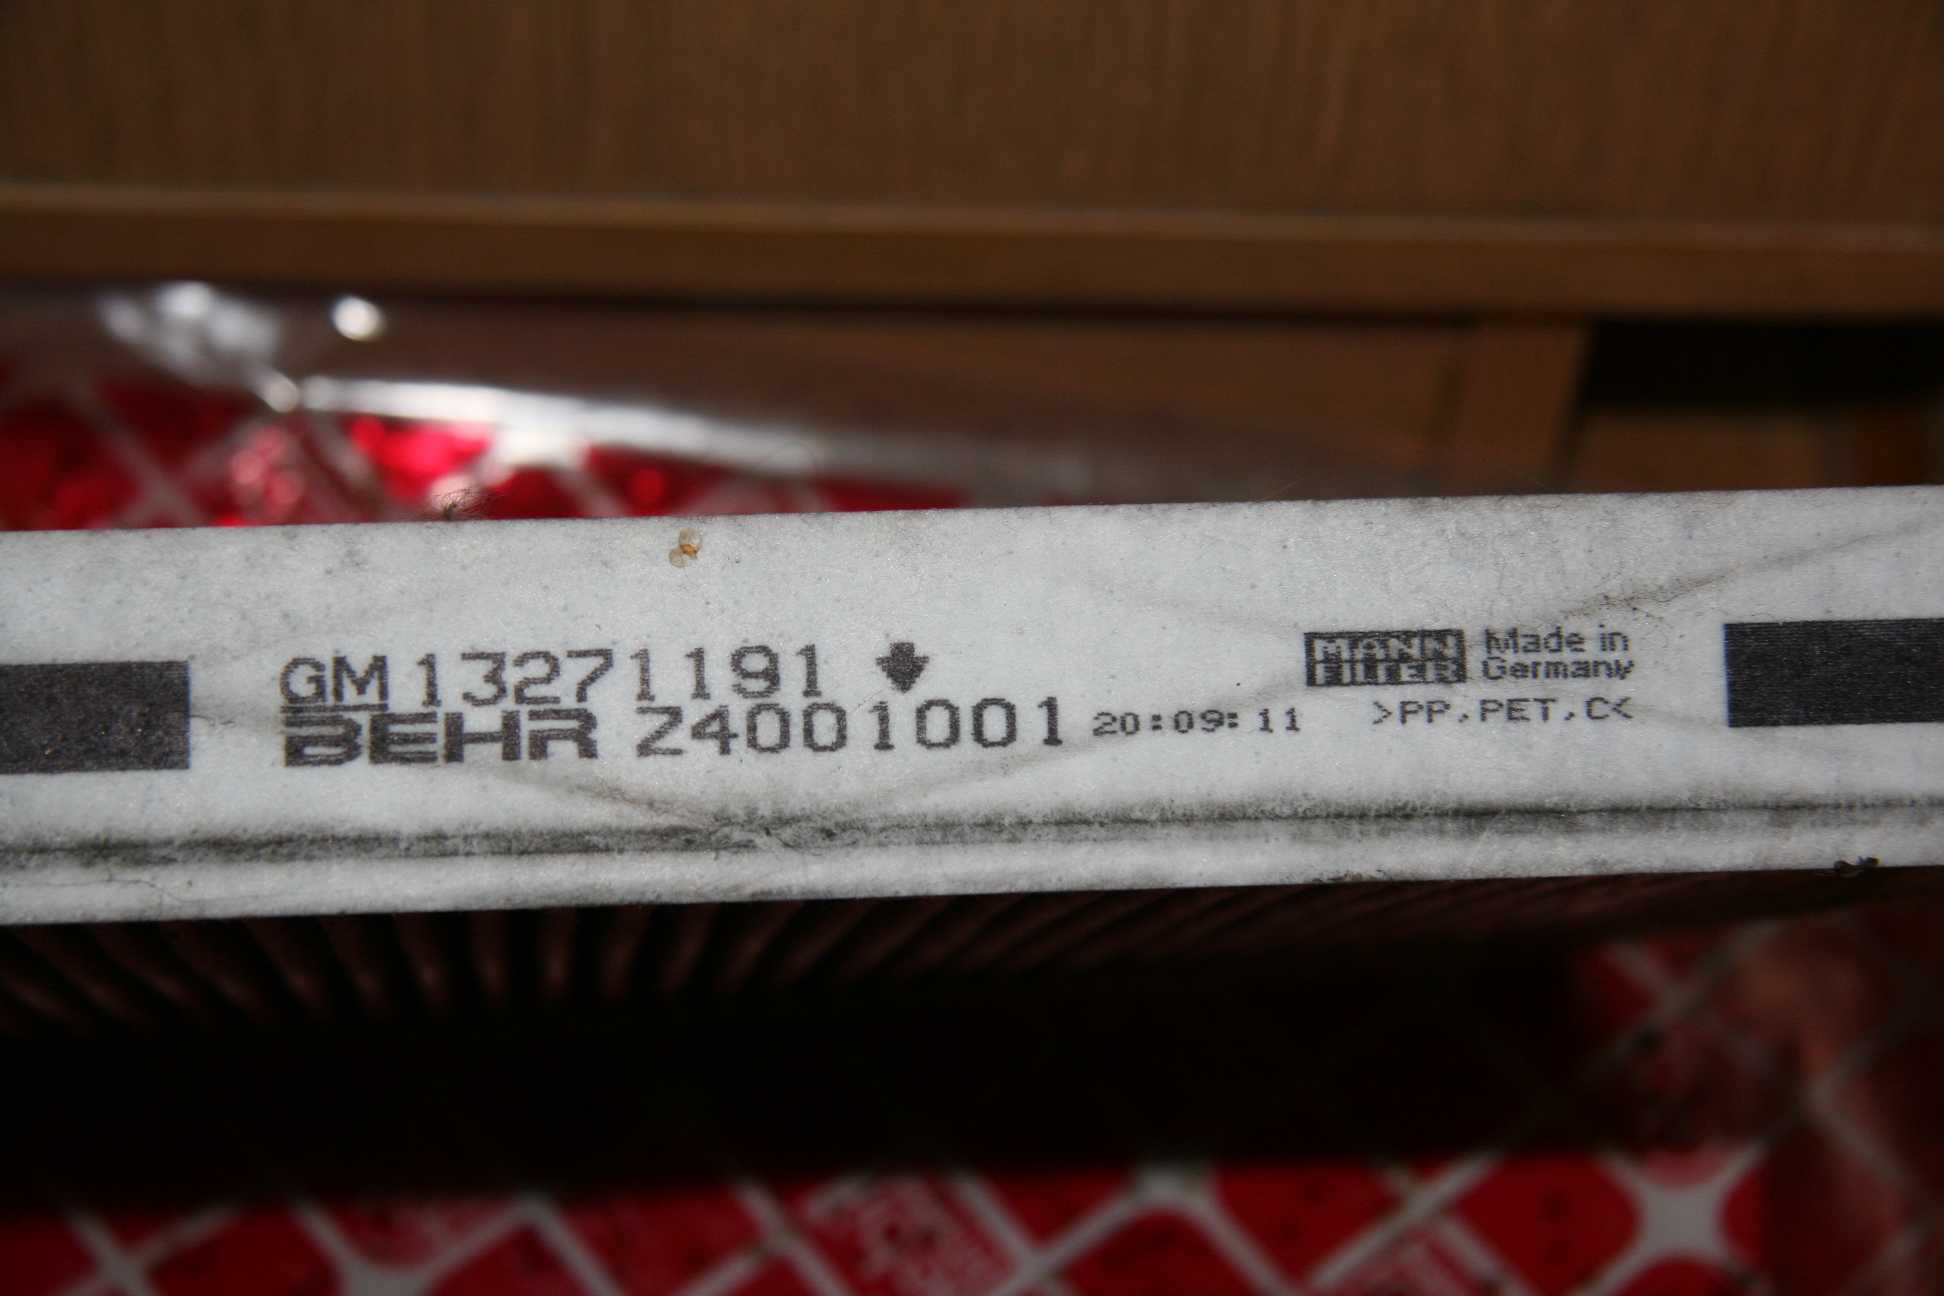 GM 13271191
BEHR Z4001001 20:09:11
MANN FILTER Made in Germany
>PP,PET,C<